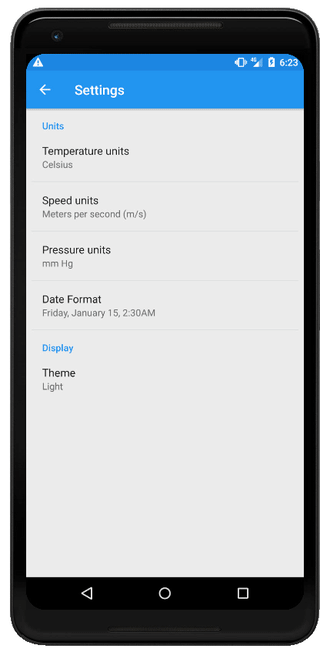 6:23
Settings
Units
Temperature units
Celsius
Speed units
Meters per second (m/s)
Pressure units
mm Hg
Date Format
Friday, January 15, 2:30AM
Display
Theme
Light